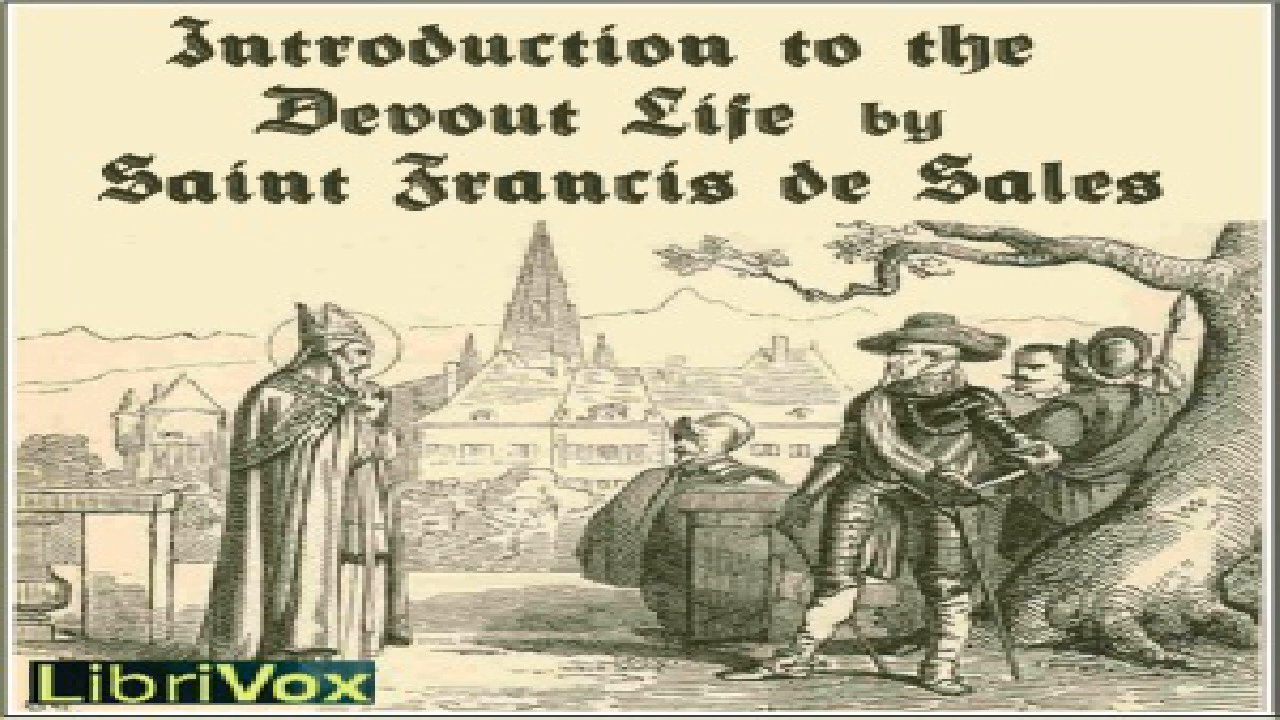 Introduction to the
Devout Life by
Saint Francis de Sales
LibriVox